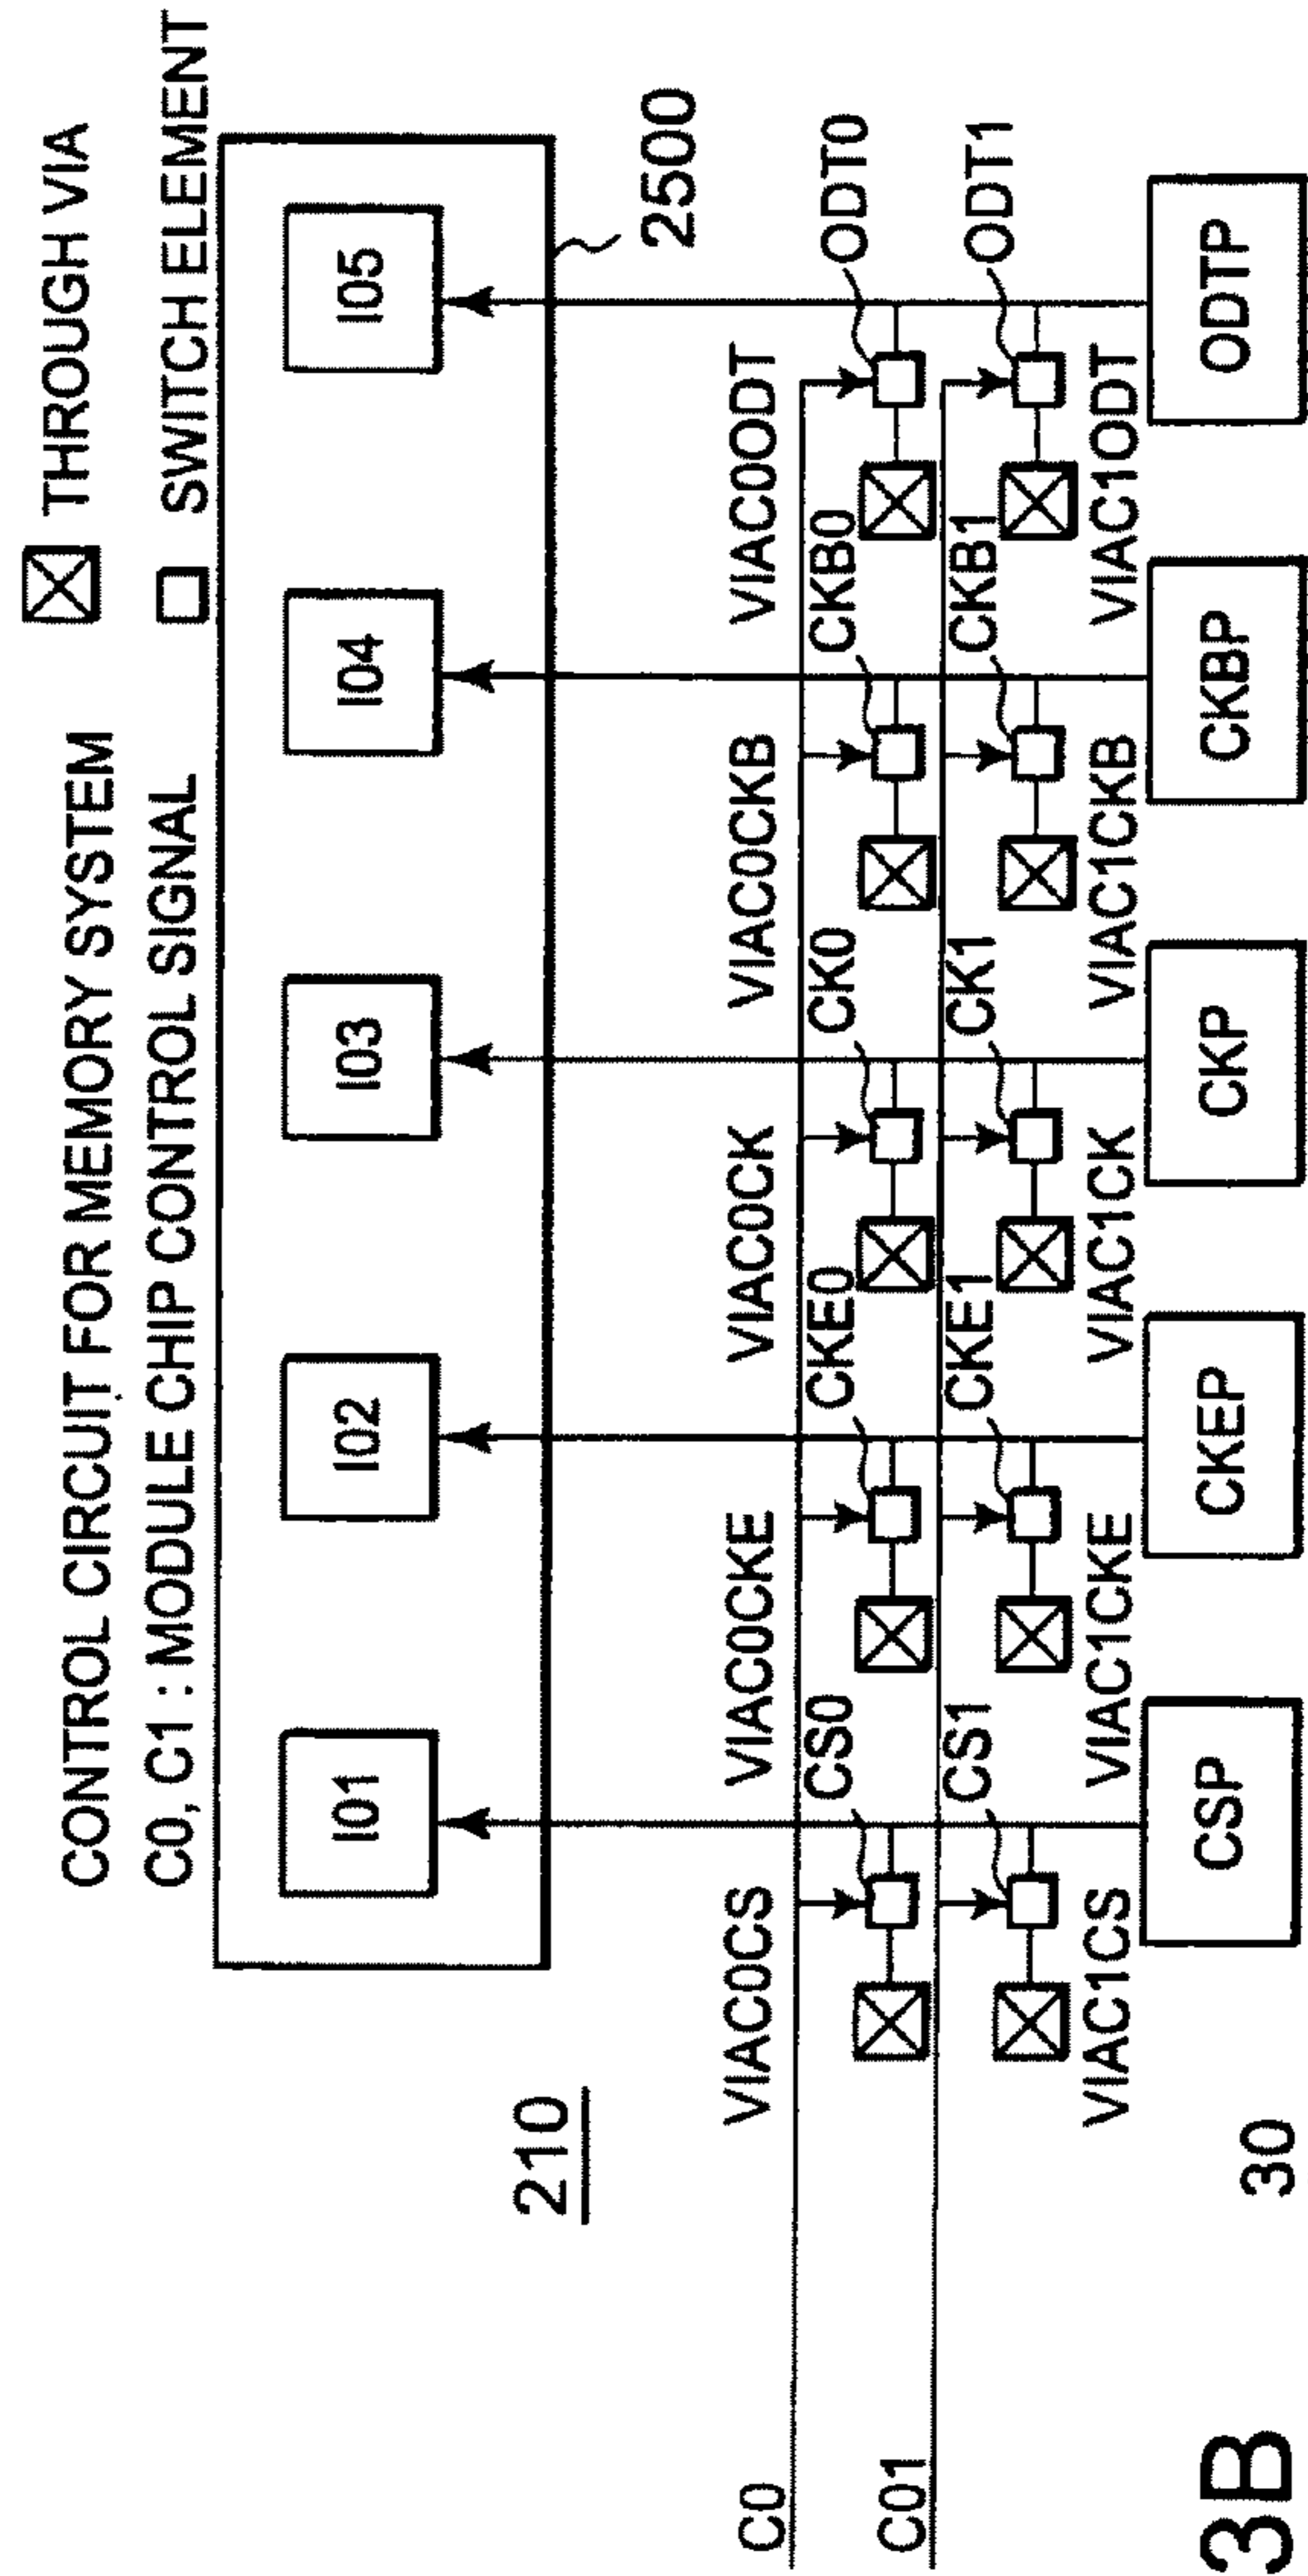 CONTROL CIRCUIT FOR MEMORY SYSTEM
THROUGH VIA
C0, C1 : MODULE CHIP CONTROL SIGNAL
SWITCH ELEMENT
I01 I02 I03 I04 I05
210
2500
VIAC0CS VIAC0CKE VIAC0CK VIAC0CKB VIAC0ODT
C0
CS0 CKE0 CK0 CKB0 ODT0
C01
CS1 CKE1 CK1 CKB1 ODT1
VIAC1CS VIAC1CKE VIAC1CK VIAC1CKB VIAC1ODT
CSP CKEP CKP CKBP ODTP
3B
30